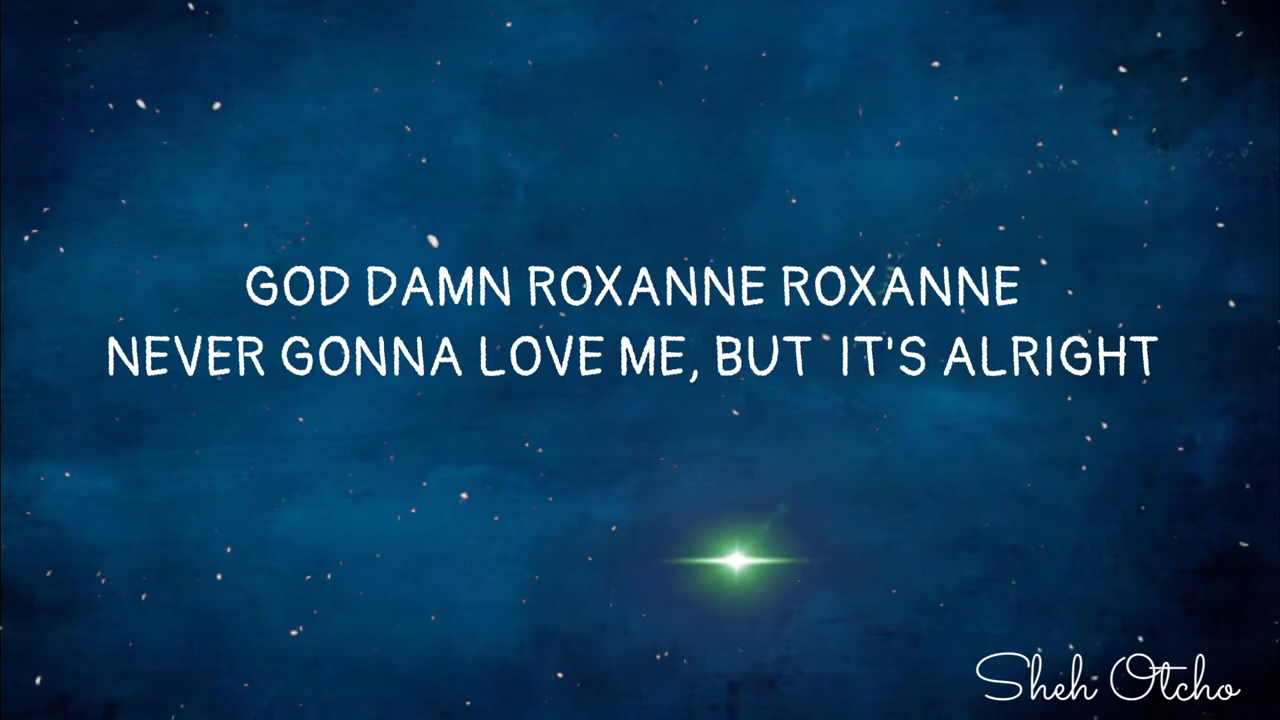 GOD DAMN ROXANNE ROXANNE
NEVER GONNA LOVE ME, BUT IT'S ALRIGHT
Sheh Otcho